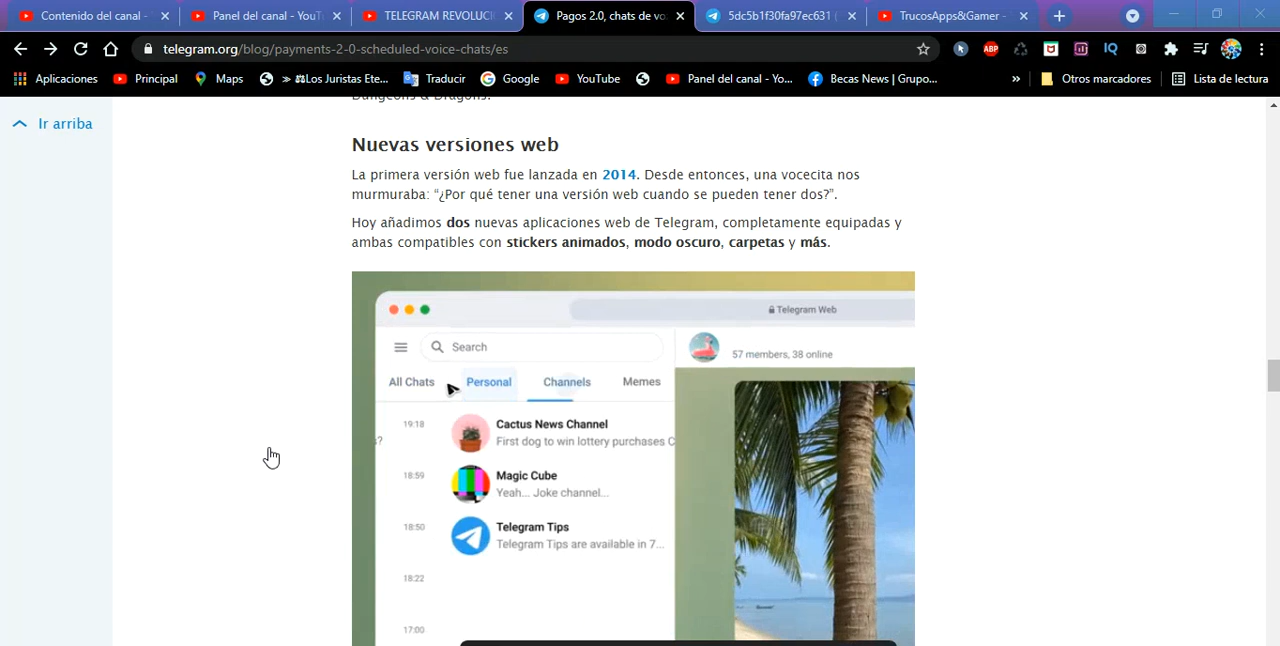 Contenido del canal -
Panel del canal - YouT
TELEGRAM REVOLUCI
Pagos 2.0, chats de vo
5dc5b1f30fa97ec631 (
TrucosApps&Gamer -
telegram.org/blog/payments-2-0-scheduled-voice-chats/es
ABP
IQ
Aplicaciones
Principal
Maps
» ⚖Los Juristas Ete...
Traducir
Google
YouTube
Panel del canal - Yo...
Becas News | Grupo...
»
Otros marcadores
Lista de lectura
Dungeons & Dragons.
Ir arriba
Nuevas versiones web
La primera versión web fue lanzada en 2014. Desde entonces, una vocecita nos
murmuraba: “¿Por qué tener una versión web cuando se pueden tener dos?”.
Hoy añadimos dos nuevas aplicaciones web de Telegram, completamente equipadas y
ambas compatibles con stickers animados, modo oscuro, carpetas y más.
Telegram Web
Search
57 members, 38 online
All Chats
Personal
Channels
Memes
19:18
Cactus News Channel
s?
First dog to win lottery purchases C
18:59
Magic Cube
Yeah... Joke channel...
18:50
Telegram Tips
Telegram Tips are available in 7...
18:22
17:00